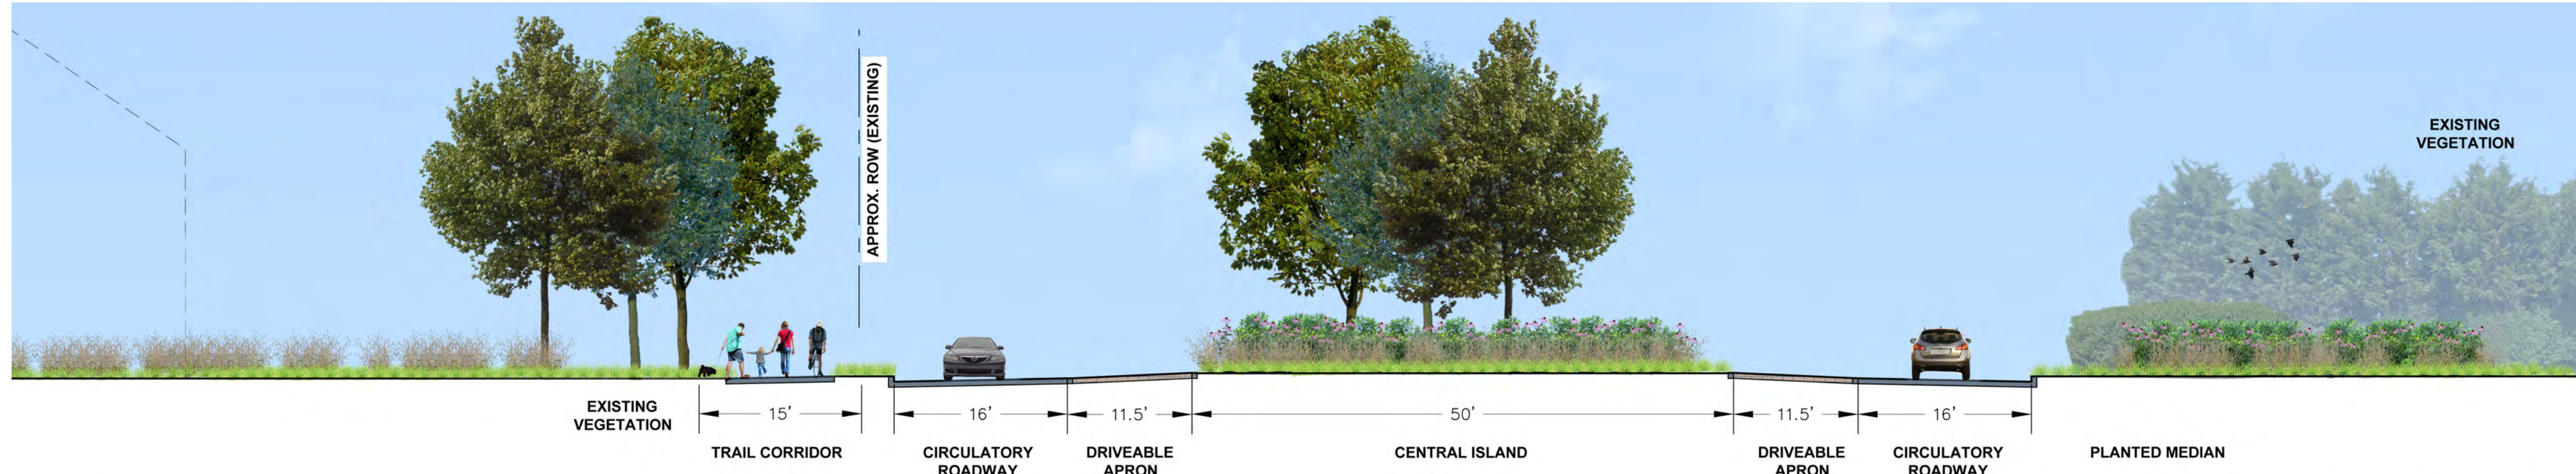 APPROX. ROW (EXISTING)
EXISTING
VEGETATION
EXISTING
VEGETATION
15'
16'
11.5'
50'
11.5'
16'
TRAIL CORRIDOR
CIRCULATORY
ROADWAY
DRIVEABLE
APRON
CENTRAL ISLAND
DRIVEABLE
APRON
CIRCULATORY
ROADWAY
PLANTED MEDIAN